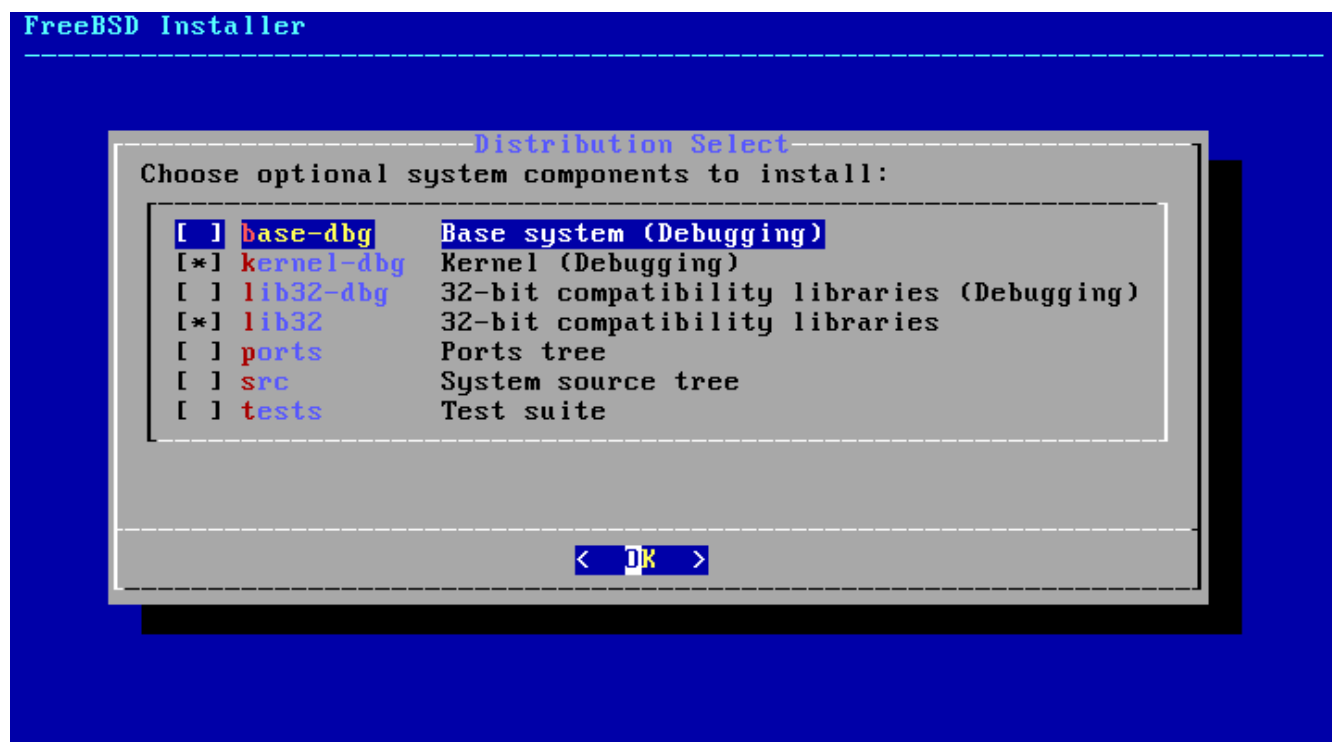 FreeBSD Installer
Distribution Select
Choose optional system components to install:
[ ] base-dbg Base system (Debugging)
[*] kernel-dbg Kernel (Debugging)
[ ] lib32-dbg 32-bit compatibility libraries (Debugging)
[*] lib32 32-bit compatibility libraries
[ ] ports Ports tree
[ ] src System source tree
[ ] tests Test suite
< OK >